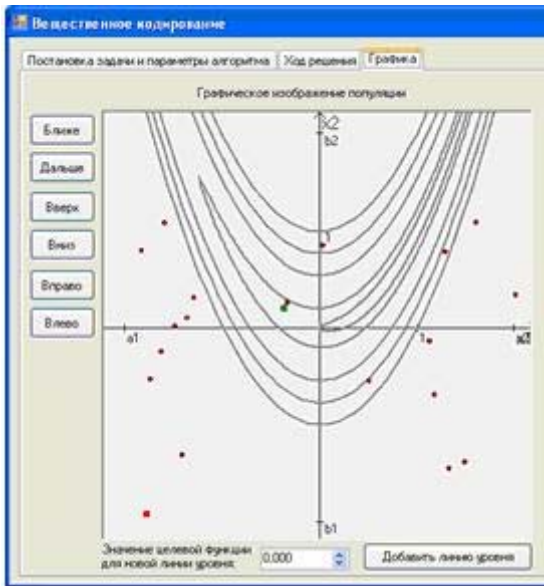 Вещественное кодирование
Постановка задачи и параметры алгоритма
Ход решения
Графика
Графическое изображение популяции
Ближе
Дальше
Вверх
Вниз
Вправо
Влево
x2
b2
1
a1
1
b1
Значение целевой функции
для новой линии уровня:
0.000
Добавить линию уровня